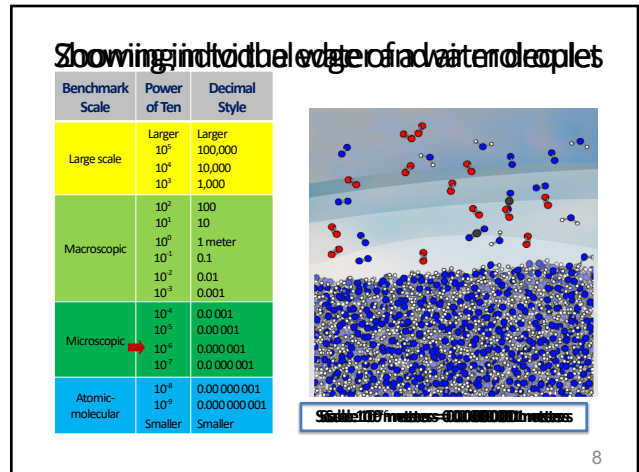 Benchmark Scale Power of Ten Decimal Style
Large scale
Larger Larger
10⁵ 100,000
10⁴ 10,000
10³ 1,000
Macroscopic
10² 100
10¹ 10
10⁰ 1 meter
10⁻¹ 0.1
10⁻² 0.01
10⁻³ 0.001
Microscopic
10⁻⁴ 0.0 001
10⁻⁵ 0.00 001
10⁻⁶ 0.000 001
10⁻⁷ 0.0 000 001
Atomic-molecular
10⁻⁸ 0.00 000 001
10⁻⁹ 0.000 000 001
Smaller Smaller
8